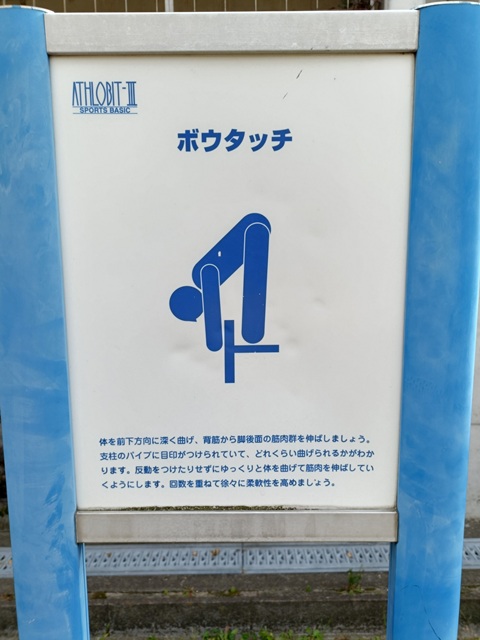 ATHLOBIT-III
SPORTS BASIC
ボウタッチ
体を前下方向に深く曲げ、背筋から脚後面の筋肉群を伸ばしましょう。
支柱のパイプに目印がつけられていて、どれくらい曲げられるかがわか
ります。反動をつけたりせずにゆっくりと体を曲げて筋肉を伸ばしてい
くようにします。回数を重ねて徐々に柔軟性を高めましょう。